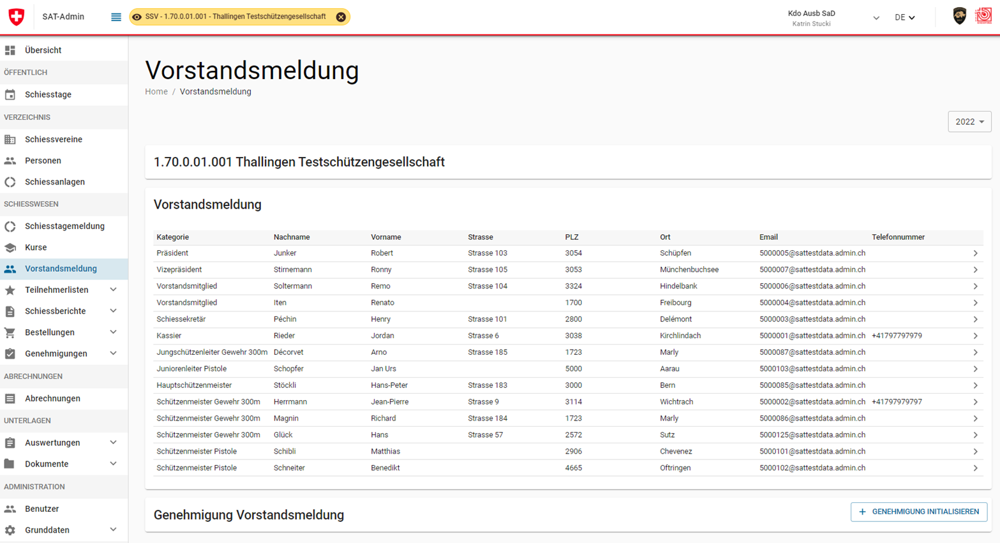 SAT-Admin
SSV - 1.70.0.01.001 - Thallingen Testschützengesellschaft
Kdo Ausb SaD
Katrin Stucki
DE
Übersicht
ÖFFENTLICH
Schiesstage
VERZEICHNIS
Schiessvereine
Personen
Schiessanlagen
SCHIESSWESEN
Schiesstagemeldung
Kurse
Vorstandsmeldung
Teilnehmerlisten
Schiessberichte
Bestellungen
Genehmigungen
ABRECHNUNGEN
Abrechnungen
UNTERLAGEN
Auswertungen
Dokumente
ADMINISTRATION
Benutzer
Grunddaten
Vorstandsmeldung
Home / Vorstandsmeldung
2022
1.70.0.01.001 Thallingen Testschützengesellschaft
Vorstandsmeldung
Kategorie Nachname Vorname Strasse PLZ Ort Email Telefonnummer
Präsident Junker Robert Strasse 103 3054 Schüpfen 5000005@sattestdata.admin.ch
Vizepräsident Stirnemann Ronny Strasse 105 3053 Münchenbuchsee 5000007@sattestdata.admin.ch
Vorstandsmitglied Soltermann Remo Strasse 104 3324 Hindelbank 5000006@sattestdata.admin.ch
Vorstandsmitglied Iten Renato 1700 Freibourg 5000004@sattestdata.admin.ch
Schiessekretär Péchin Henry Strasse 101 2800 Delémont 5000003@sattestdata.admin.ch
Kassier Rieder Jordan Strasse 6 3038 Kirchlindach 5000001@sattestdata.admin.ch +41797797979
Jungschützenleiter Gewehr 300m Décorvet Arno Strasse 185 1723 Marly 5000087@sattestdata.admin.ch
Juniorenleiter Pistole Schopfer Jan Urs 5000 Aarau 5000103@sattestdata.admin.ch
Hauptschützenmeister Stöckli Hans-Peter Strasse 183 3000 Bern 5000085@sattestdata.admin.ch
Schützenmeister Gewehr 300m Herrmann Jean-Pierre Strasse 9 3114 Wichtrach 5000002@sattestdata.admin.ch +41797979797
Schützenmeister Gewehr 300m Magnin Richard Strasse 184 1723 Marly 5000086@sattestdata.admin.ch
Schützenmeister Gewehr 300m Glück Hans Strasse 57 2572 Sutz 5000125@sattestdata.admin.ch
Schützenmeister Pistole Schibli Matthias 2906 Chevenez 5000101@sattestdata.admin.ch
Schützenmeister Pistole Schneiter Benedikt 4665 Oftringen 5000102@sattestdata.admin.ch
Genehmigung Vorstandsmeldung
+ GENEHMIGUNG INITIALISIEREN